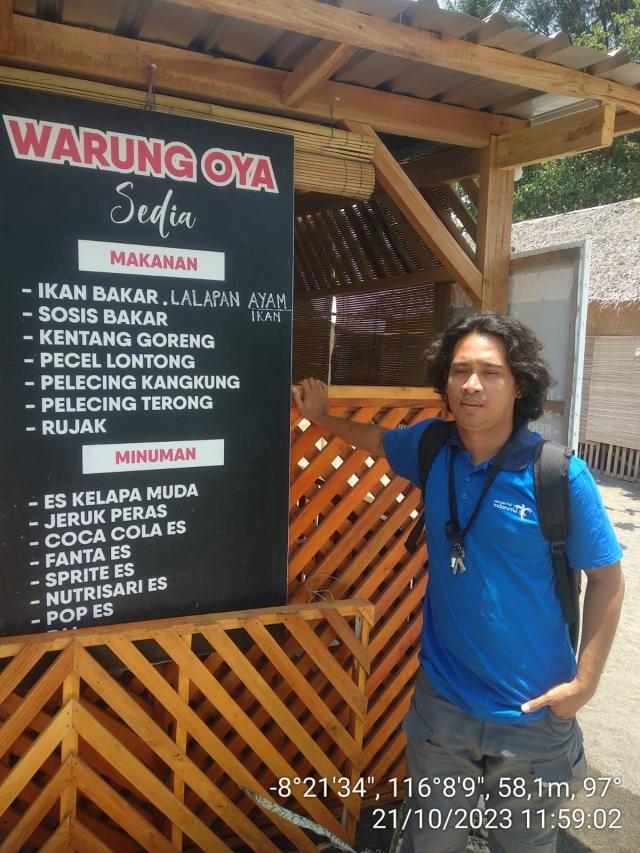 WARUNG OYA
Sedia
MAKANAN
- IKAN BAKAR . LALAPAN AYAM
IKAN
- SOSIS BAKAR
- KENTANG GORENG
- PECEL LONTONG
- PELECING KANGKUNG
- PELECING TERONG
- RUJAK
MINUMAN
- ES KELAPA MUDA
- JERUK PERAS
- COCA COLA ES
- FANTA ES
- SPRITE ES
- NUTRISARI ES
- POP ES
wonderful
indonesia
-8°21'34", 116°8'9", 58,1m, 97°
21/10/2023 11:59:02